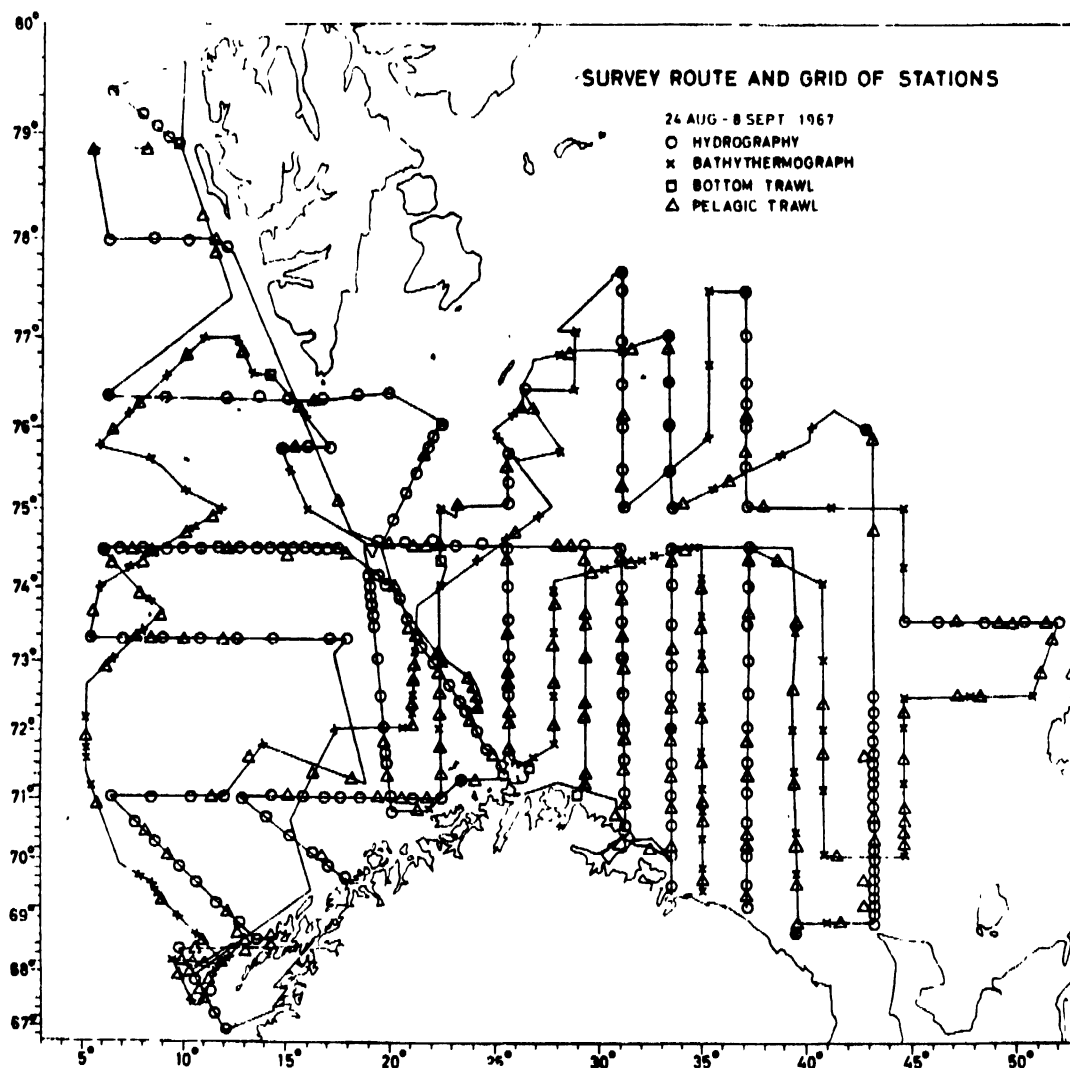 80°
SURVEY ROUTE AND GRID OF STATIONS
24 AUG - 8 SEPT 1967
HYDROGRAPHY
BATHYTHERMOGRAPH
BOTTOM TRAWL
PELAGIC TRAWL
79°
78°
77°
76°
75°
74°
73°
72°
71°
70°
69°
68°
67°
5° 10° 15° 20° 25° 30° 35° 40° 45° 50°